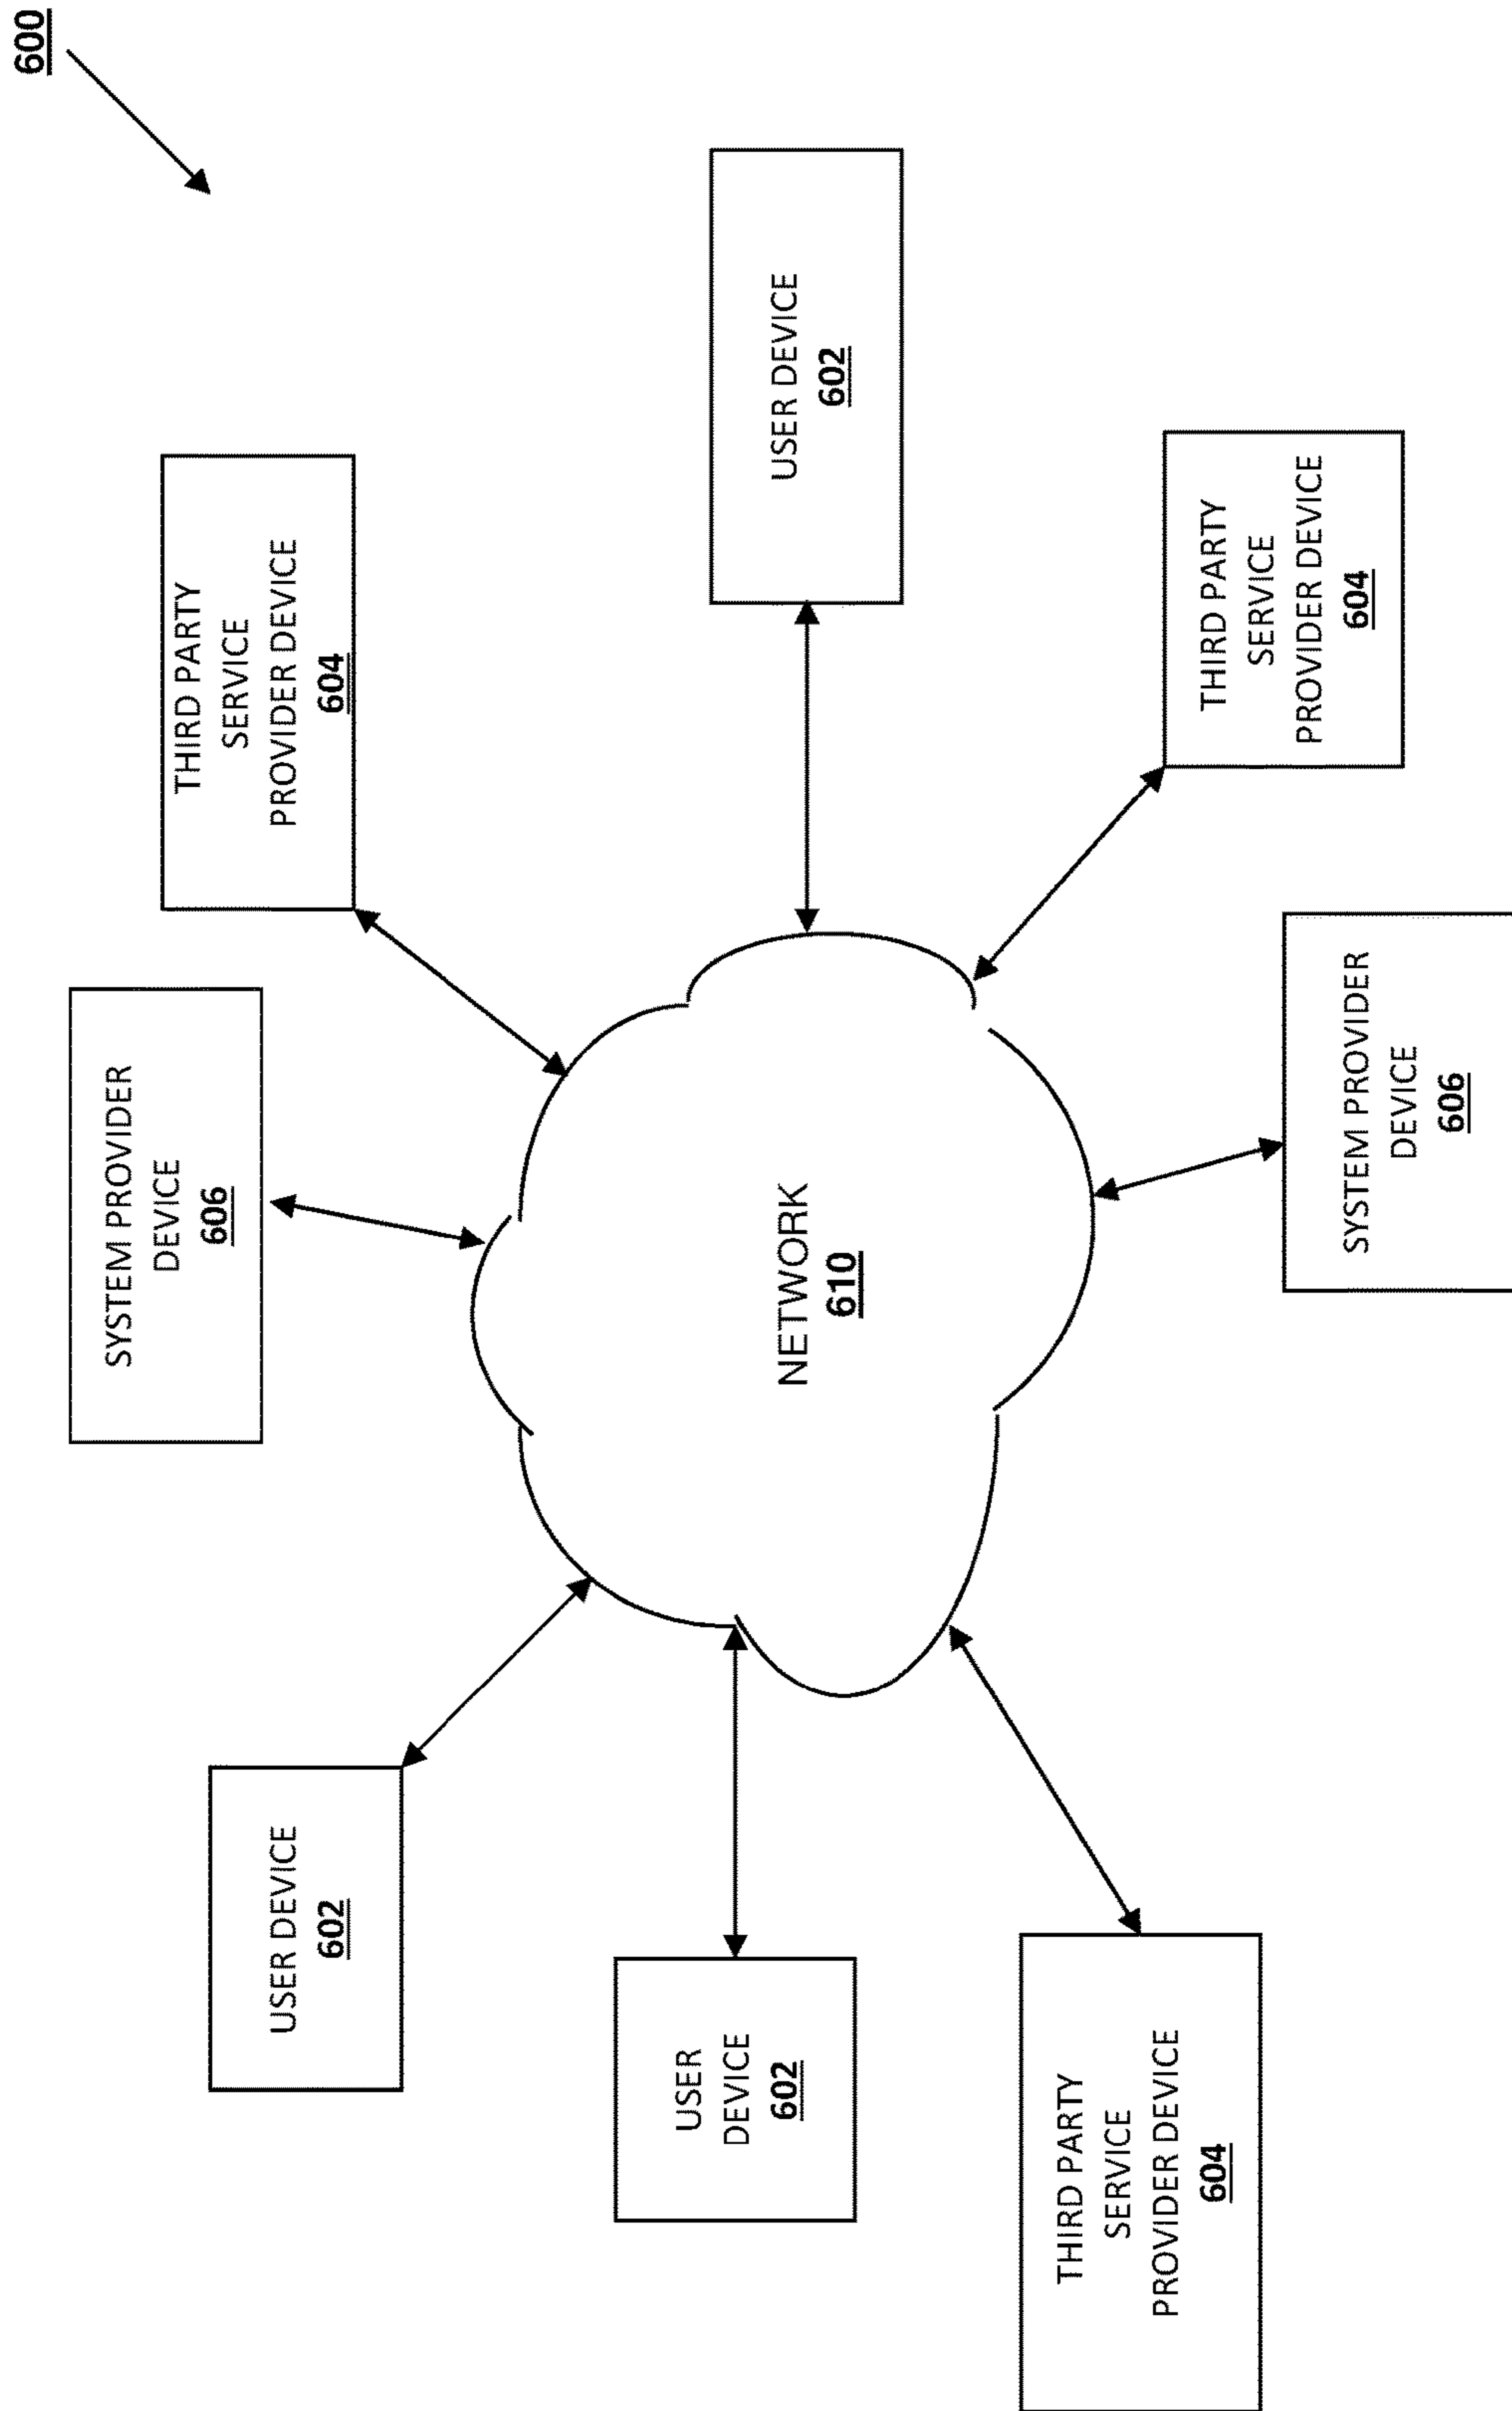 600
SYSTEM PROVIDER
DEVICE
606
THIRD PARTY
SERVICE
PROVIDER DEVICE
604
USER DEVICE
602
USER
DEVICE
602
NETWORK
610
USER DEVICE
602
THIRD PARTY
SERVICE
PROVIDER DEVICE
604
THIRD PARTY
SERVICE
PROVIDER DEVICE
604
SYSTEM PROVIDER
DEVICE
606